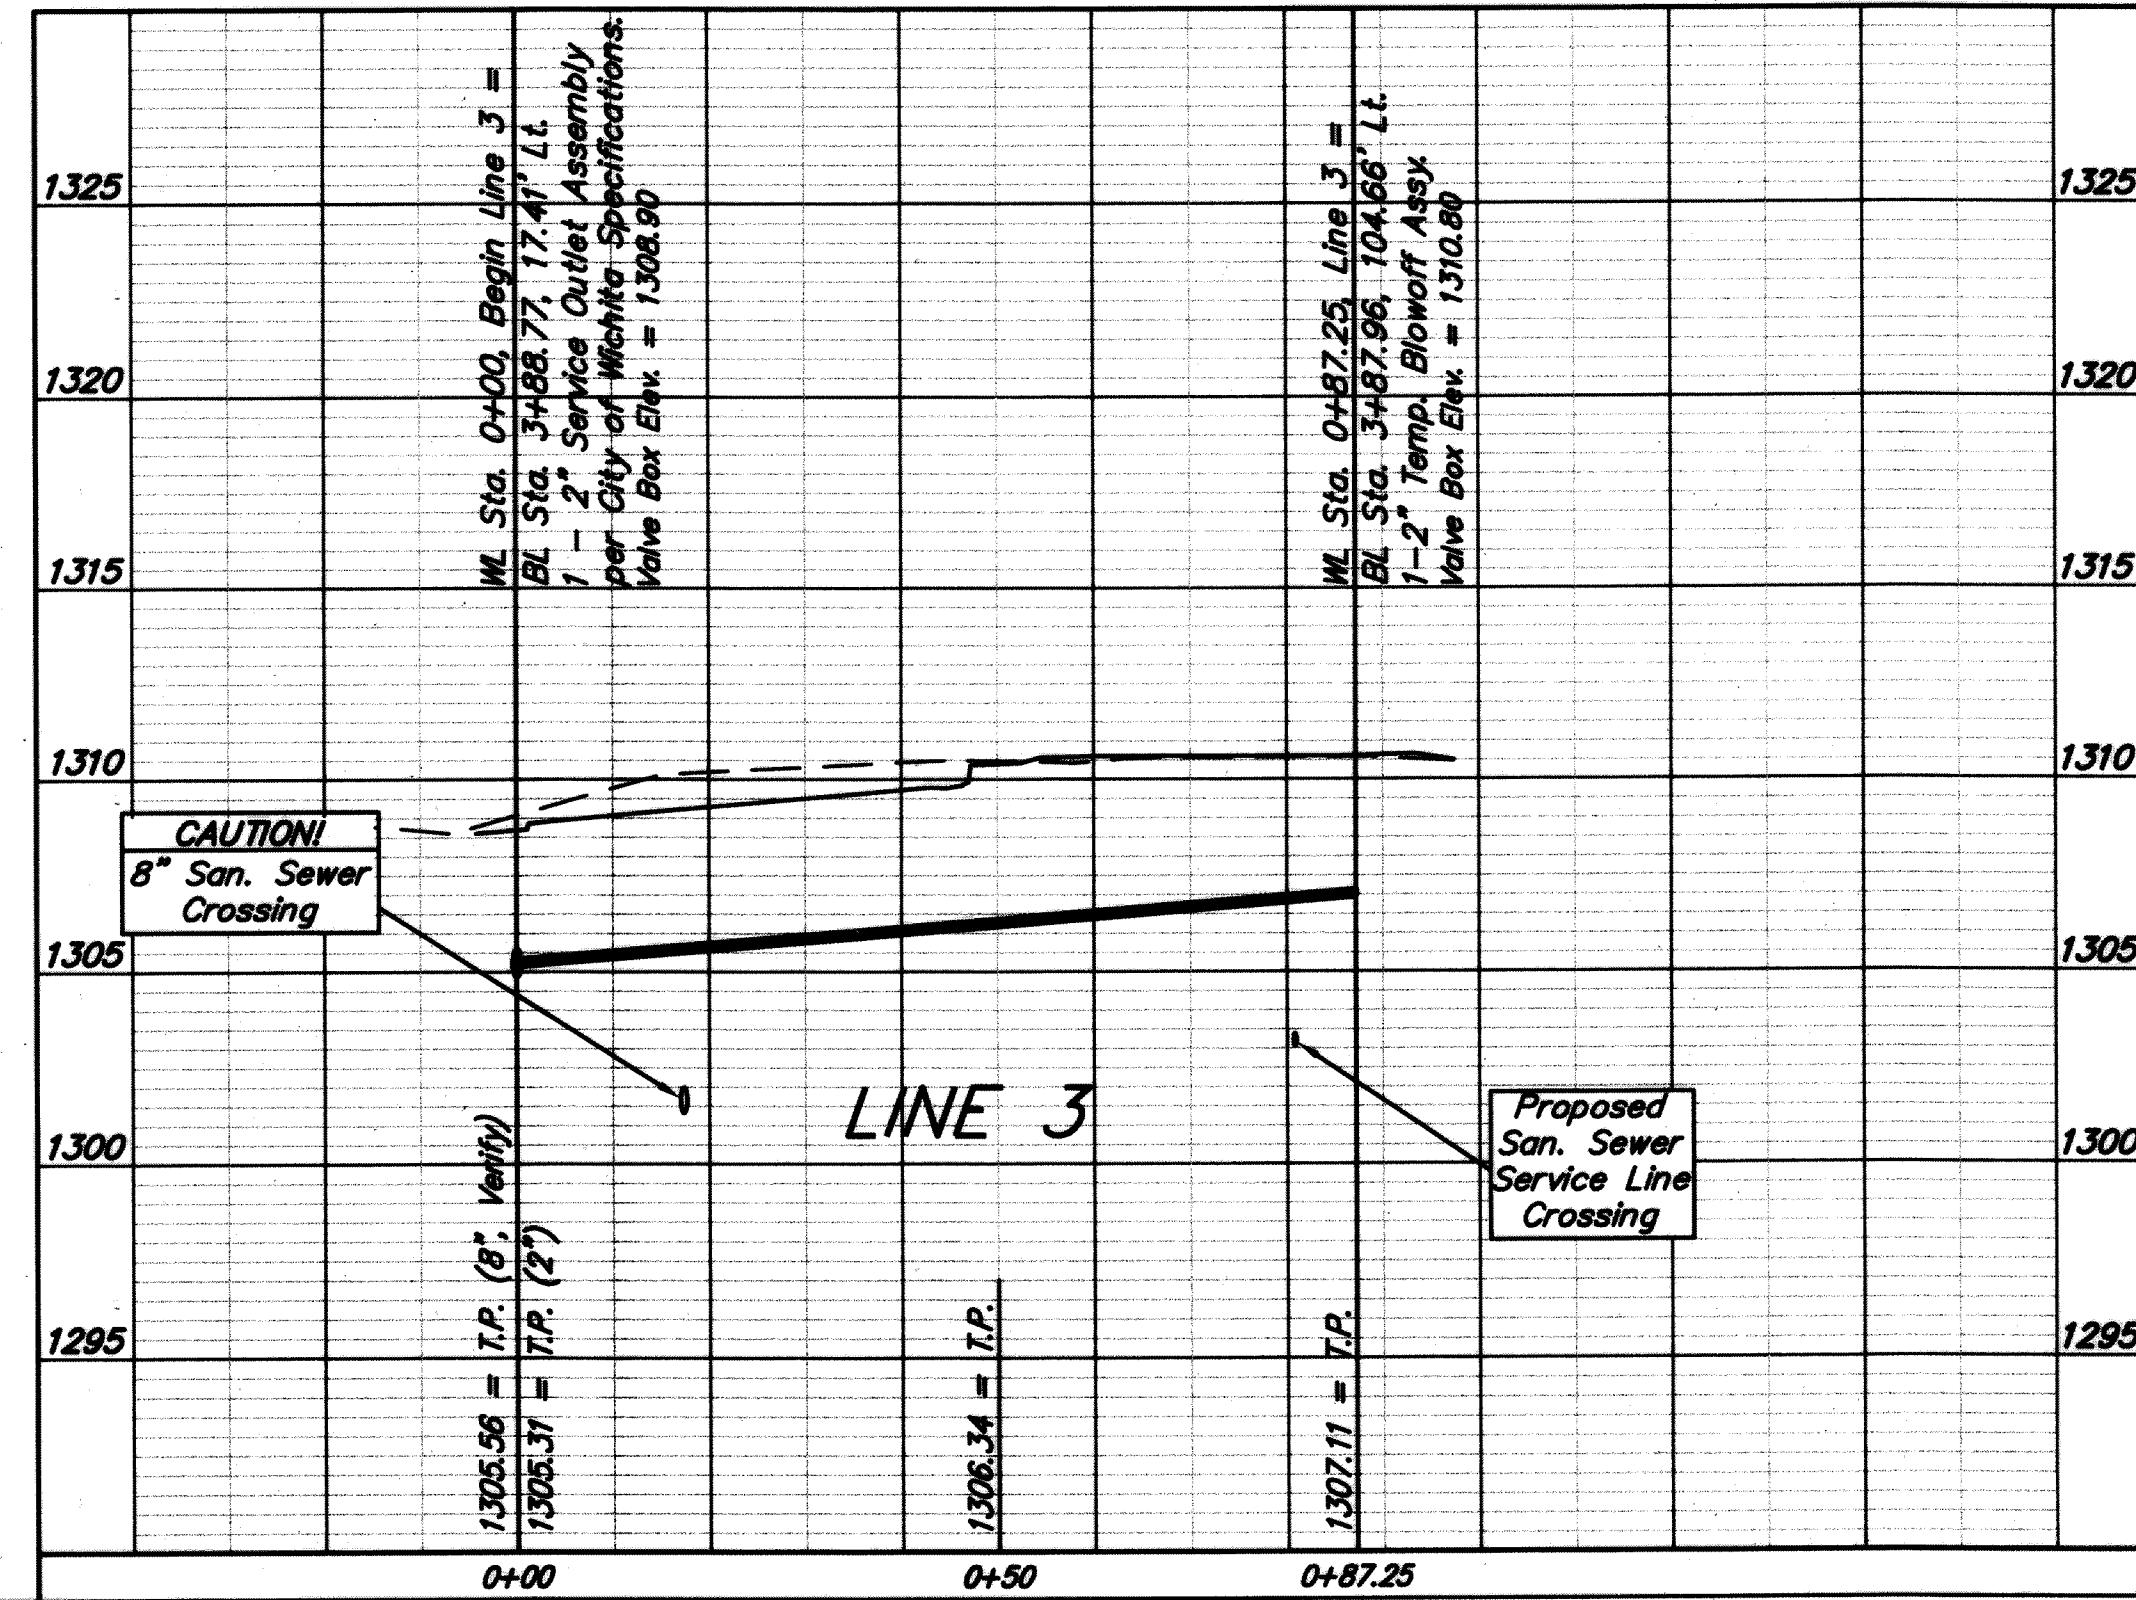 WL Sta. 0+00, Begin Line 3 =
BL Sta. 3+88.77, 17.41' Lt.
1 - 2" Service Outlet Assembly
per City of Wichita Specifications.
Valve Box Elev. = 1308.90
WL Sta. 0+87.25, Line 3 =
BL Sta. 3+87.96, 104.66' Lt.
1-2" Temp. Blowoff Assy.
Valve Box Elev. = 1310.80
1325
1320
1315
1310
1305
1300
1295
1325
1320
1315
1310
1305
1300
1295
CAUTION!
8" San. Sewer
Crossing
LINE 3
Proposed
San. Sewer
Service Line
Crossing
1305.56 = T.P. (8", Verify)
1305.31 = T.P. (2")
1306.34 = T.P.
1307.11 = T.P.
0+00
0+50
0+87.25